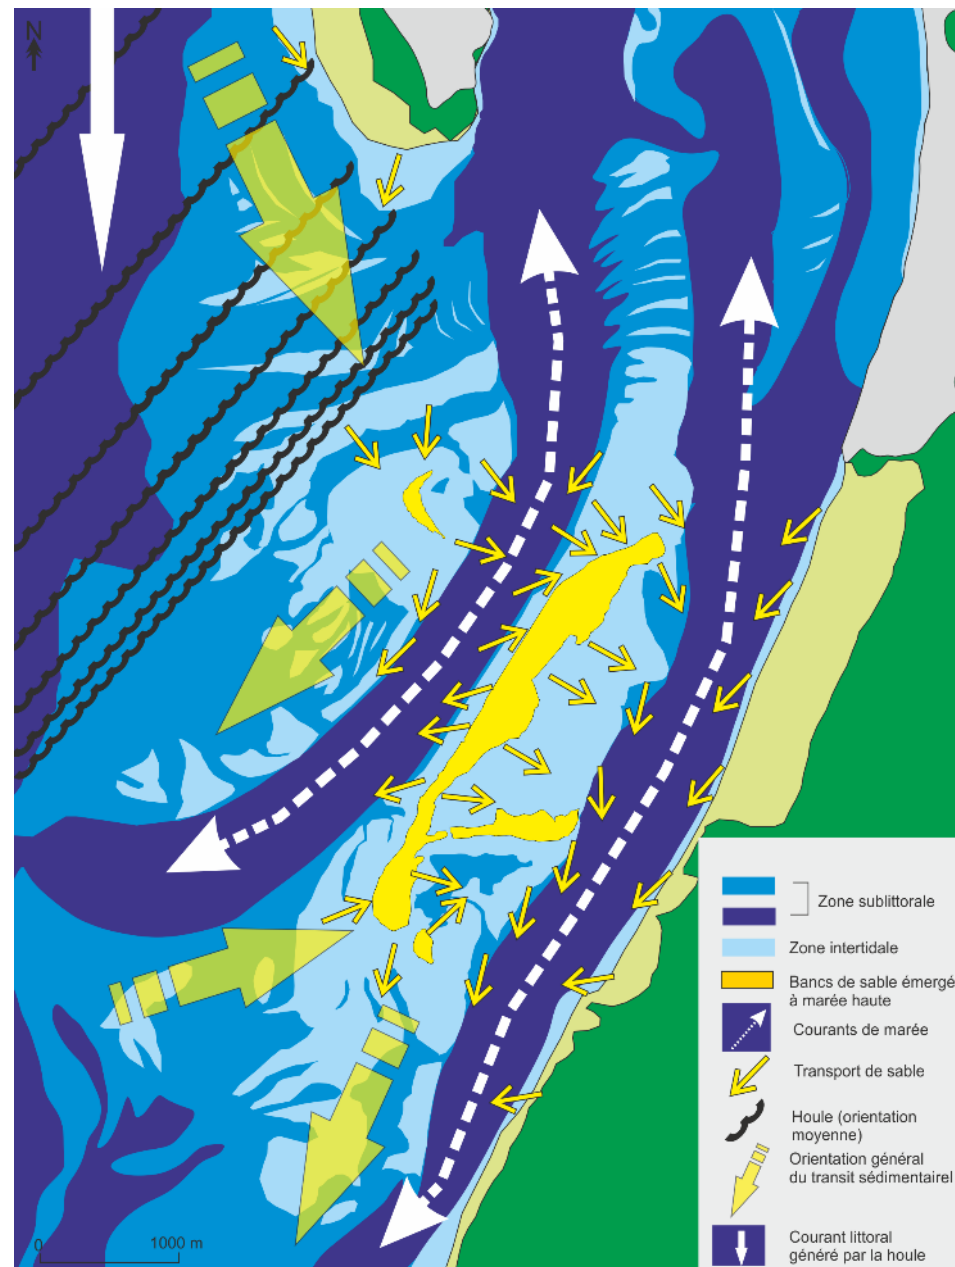 N
Zone sublittorale
Zone intertidale
Bancs de sable émergé
à marée haute
Courants de marée
Transport de sable
Houle (orientation
moyenne)
Orientation général
du transit sédimentairel
Courant littoral
généré par la houle
0 1000 m